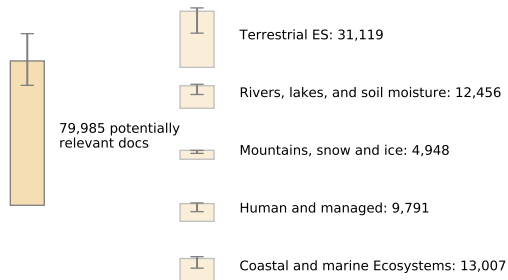 Terrestrial ES: 31,119
Rivers, lakes, and soil moisture: 12,456
79,985 potentially
relevant docs
Mountains, snow and ice: 4,948
Human and managed: 9,791
Coastal and marine Ecosystems: 13,007